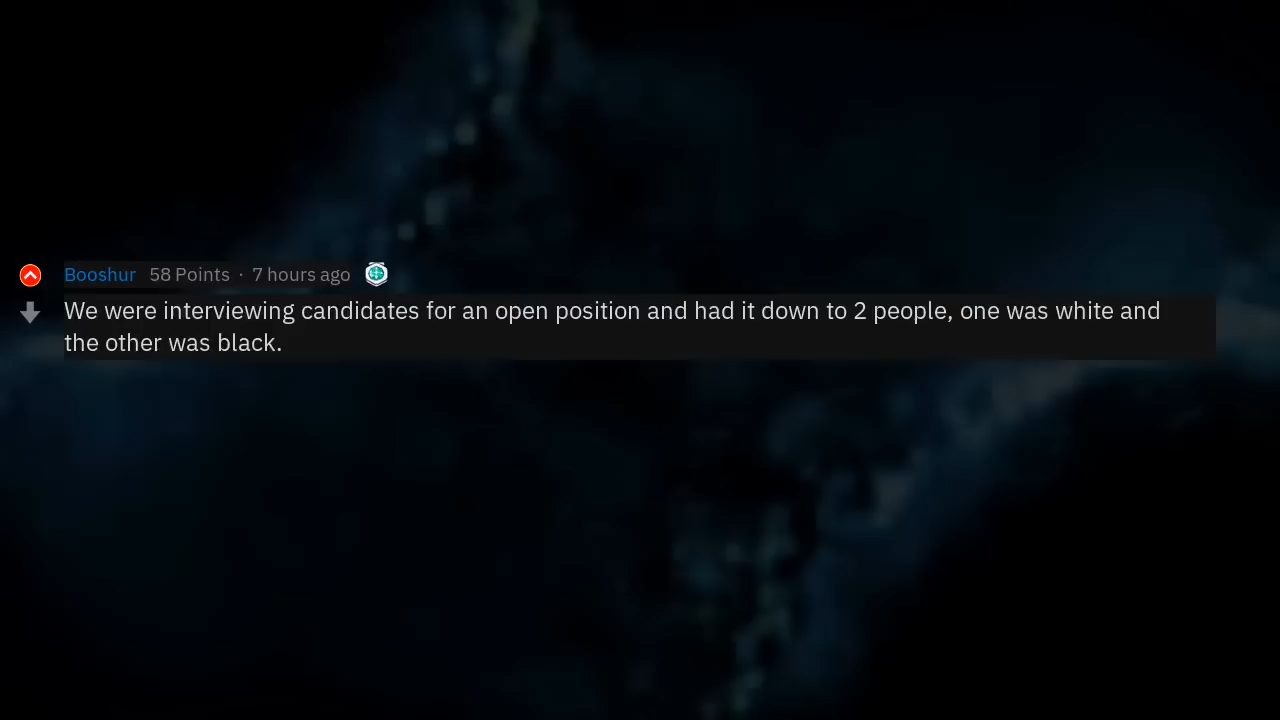 Booshur 58 Points · 7 hours ago
We were interviewing candidates for an open position and had it down to 2 people, one was white and
the other was black.